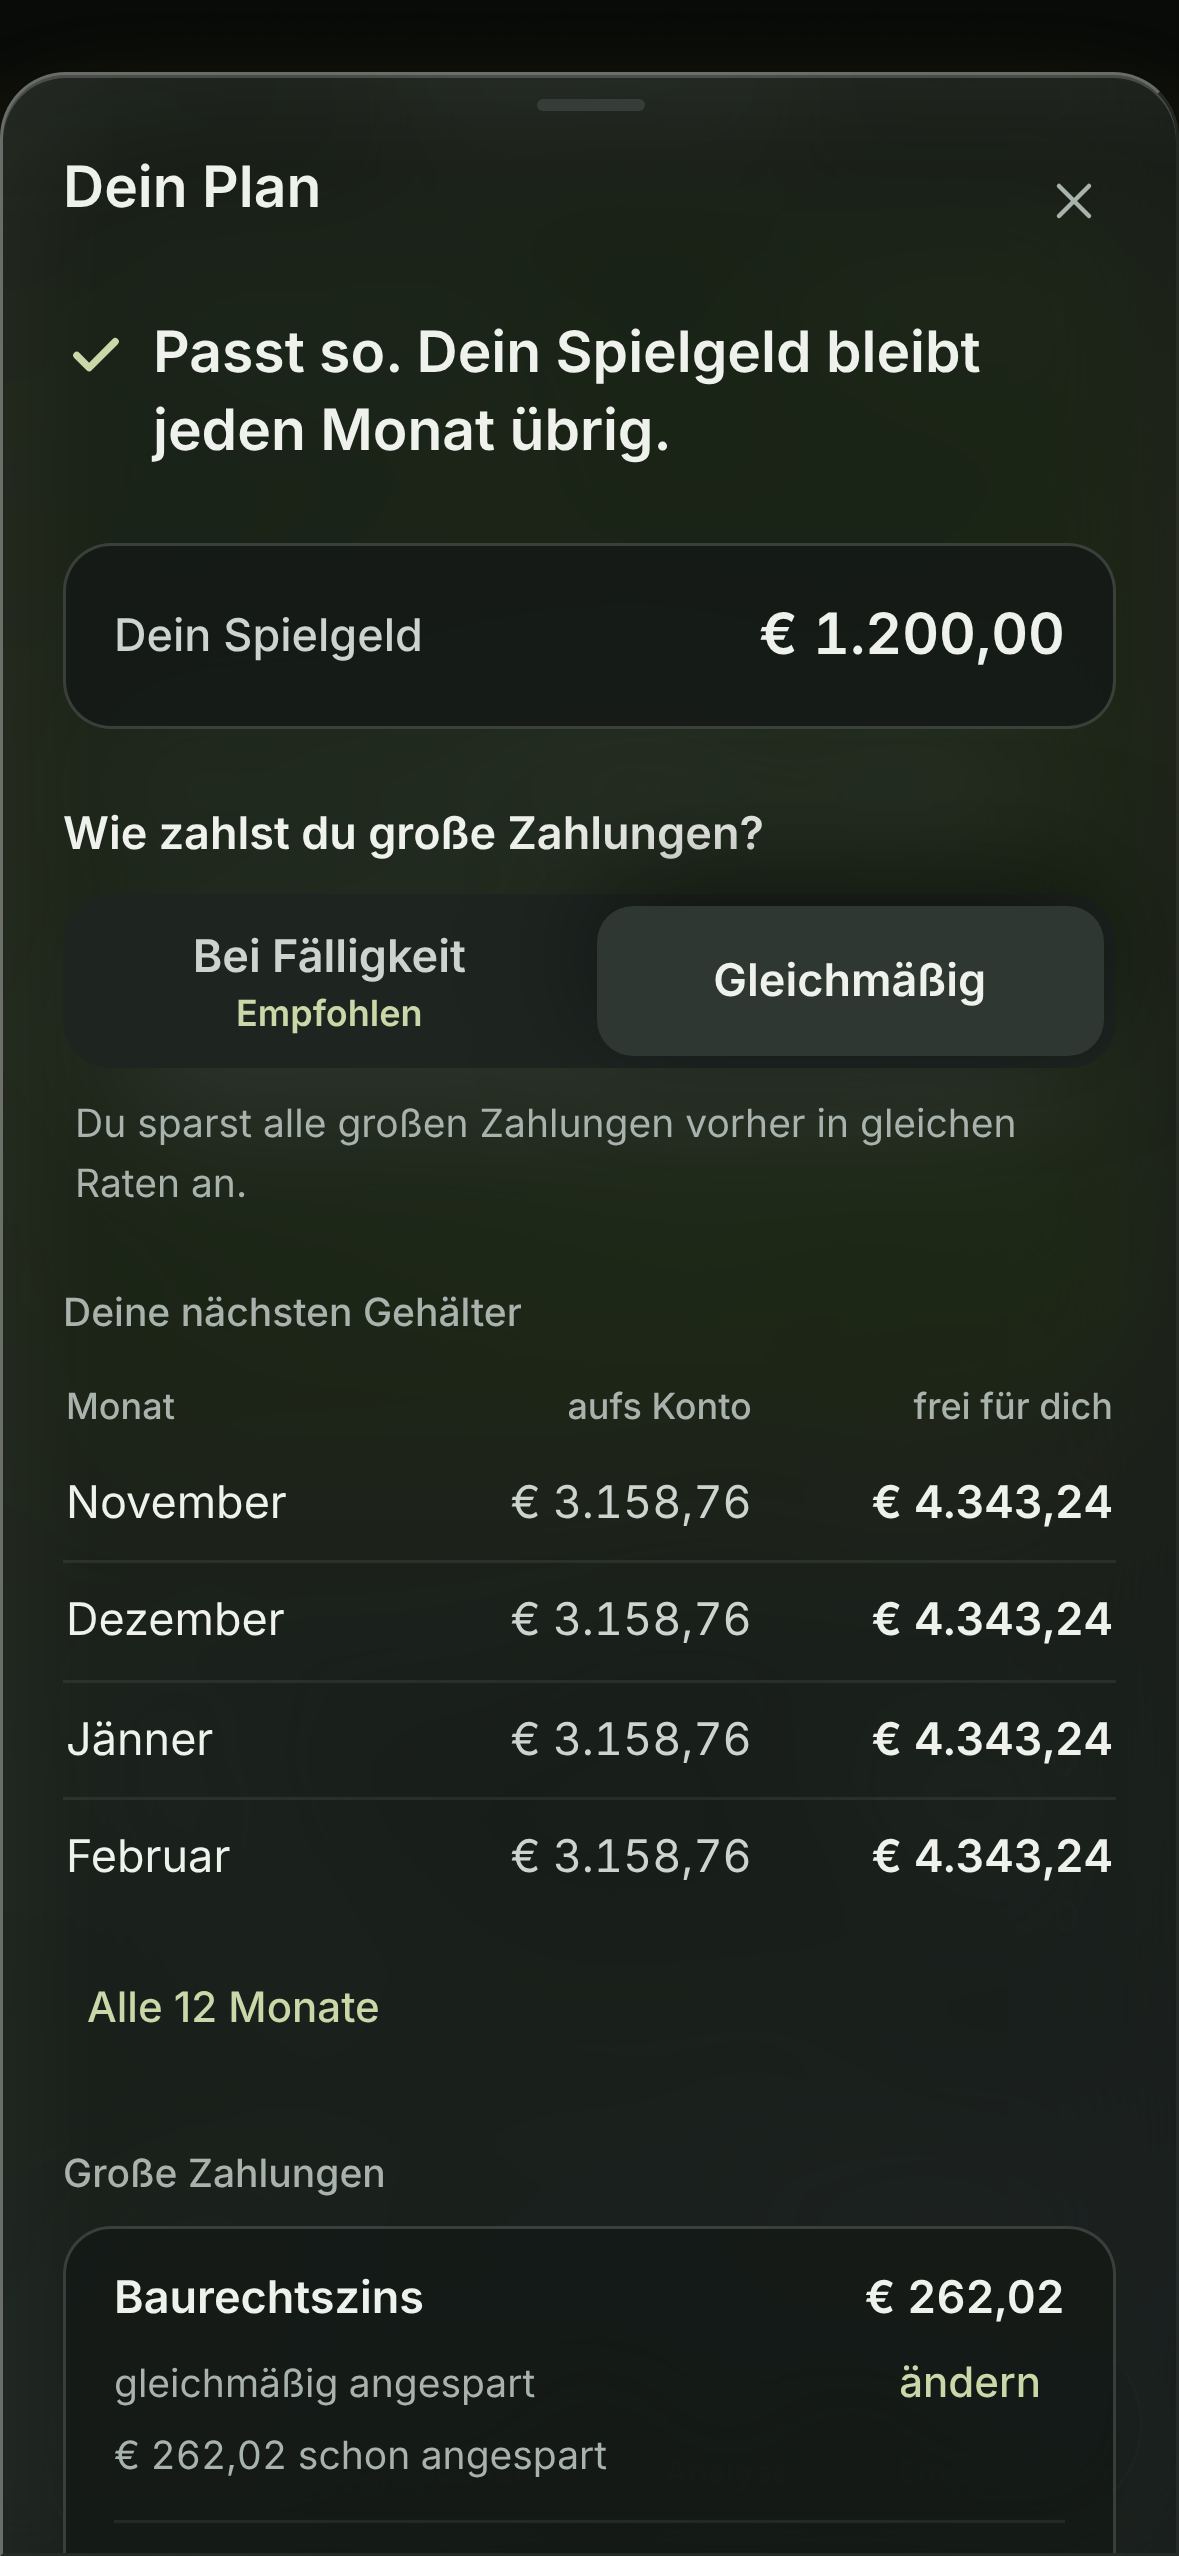 Dein Plan
Passt so. Dein Spielgeld bleibt
jeden Monat übrig.
Dein Spielgeld € 1.200,00
Wie zahlst du große Zahlungen?
Bei Fälligkeit
Empfohlen
Gleichmäßig
Du sparst alle großen Zahlungen vorher in gleichen
Raten an.
Deine nächsten Gehälter
Monat aufs Konto frei für dich
November € 3.158,76 € 4.343,24
Dezember € 3.158,76 € 4.343,24
Jänner € 3.158,76 € 4.343,24
Februar € 3.158,76 € 4.343,24
Alle 12 Monate
Große Zahlungen
Baurechtszins € 262,02
gleichmäßig angespart ändern
€ 262,02 schon angespart